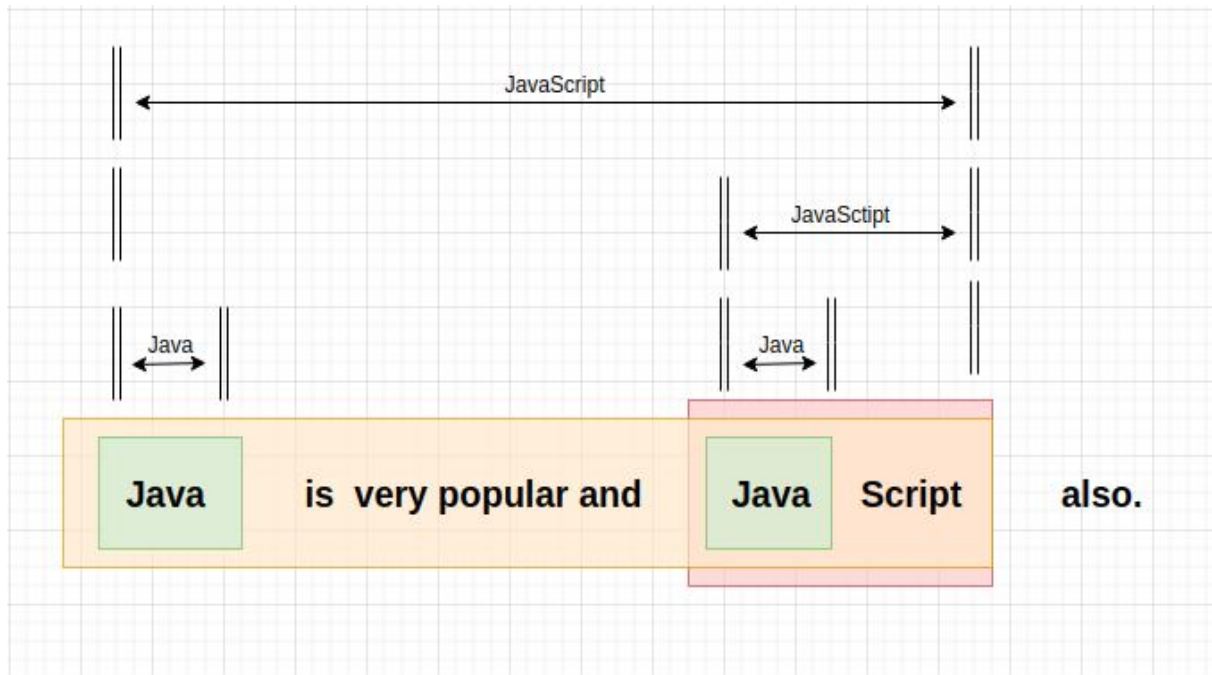 JavaScript
JavaSctipt
Java
Java
Java is very popular and Java Script also.